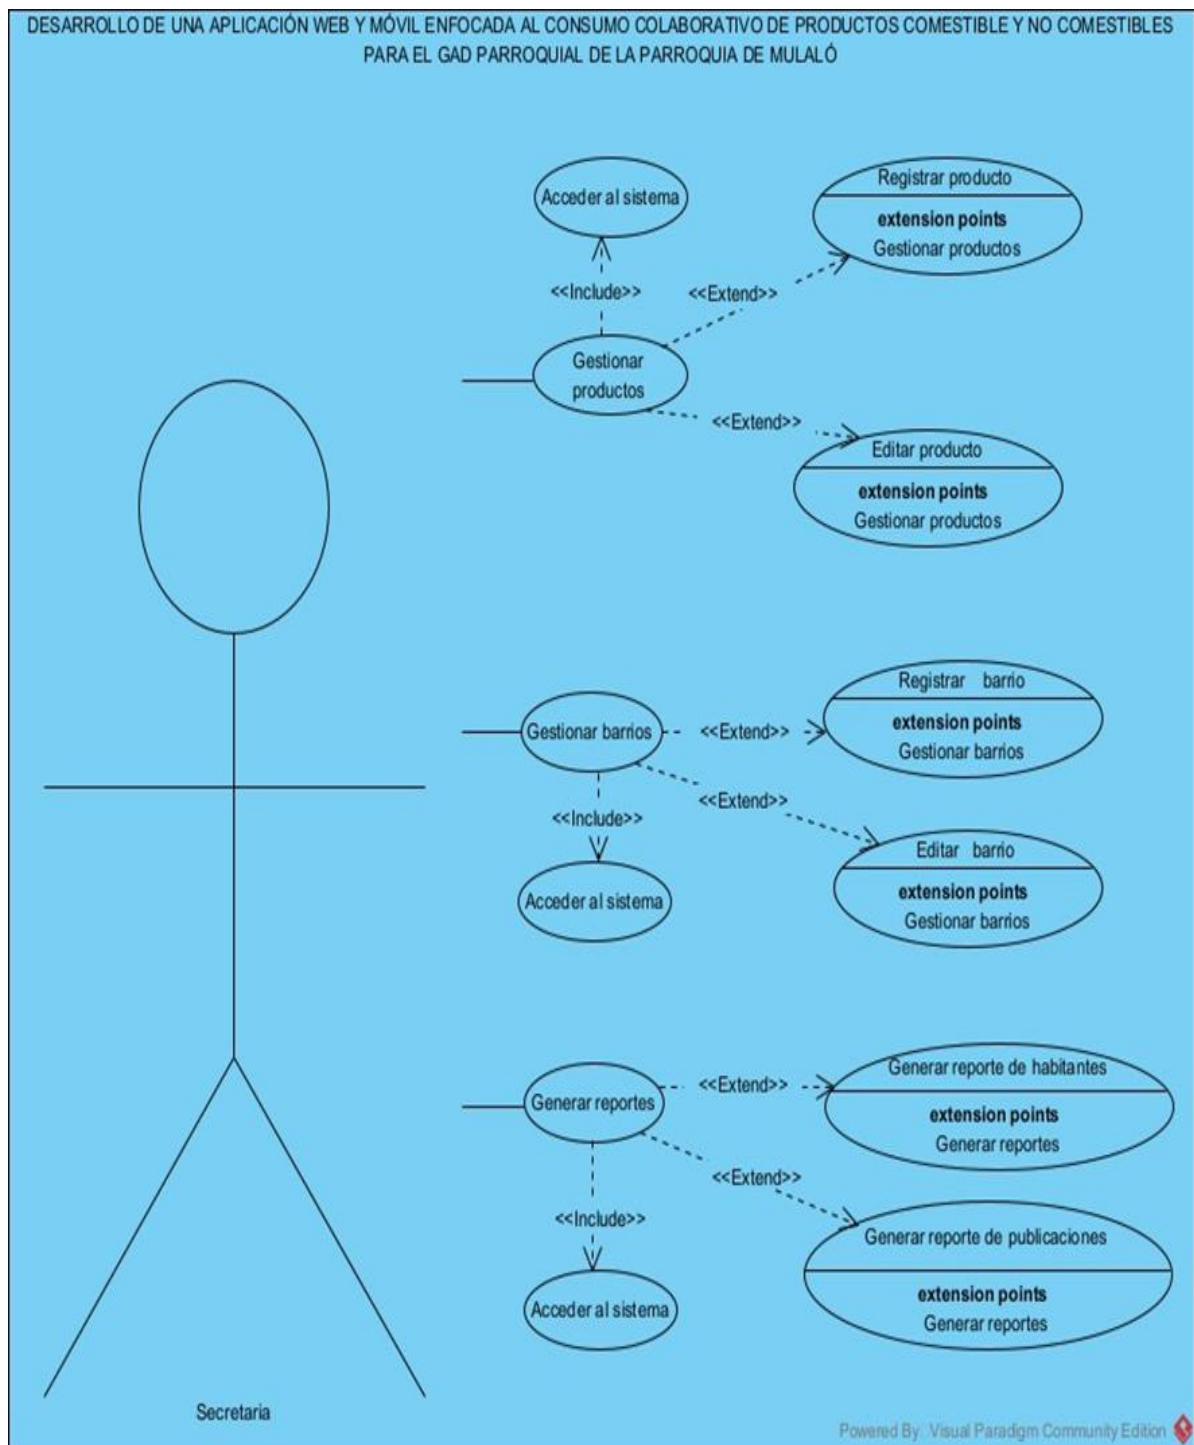 DESARROLLO DE UNA APLICACIÓN WEB Y MÓVIL ENFOCADA AL CONSUMO COLABORATIVO DE PRODUCTOS COMESTIBLE Y NO COMESTIBLES
PARA EL GAD PARROQUIAL DE LA PARROQUIA DE MULALÓ
Acceder al sistema
Registrar producto
extension points
Gestionar productos
<<Include>>
<<Extend>>
Gestionar
productos
<<Extend>>
Editar producto
extension points
Gestionar productos
Gestionar barrios
<<Extend>>
Registrar barrio
extension points
Gestionar barrios
<<Extend>>
<<Include>>
Editar barrio
extension points
Gestionar barrios
Acceder al sistema
Generar reportes
<<Extend>>
Generar reporte de habitantes
extension points
Generar reportes
<<Extend>>
<<Include>>
Generar reporte de publicaciones
extension points
Generar reportes
Acceder al sistema
Secretaria
Powered By: Visual Paradigm Community Edition